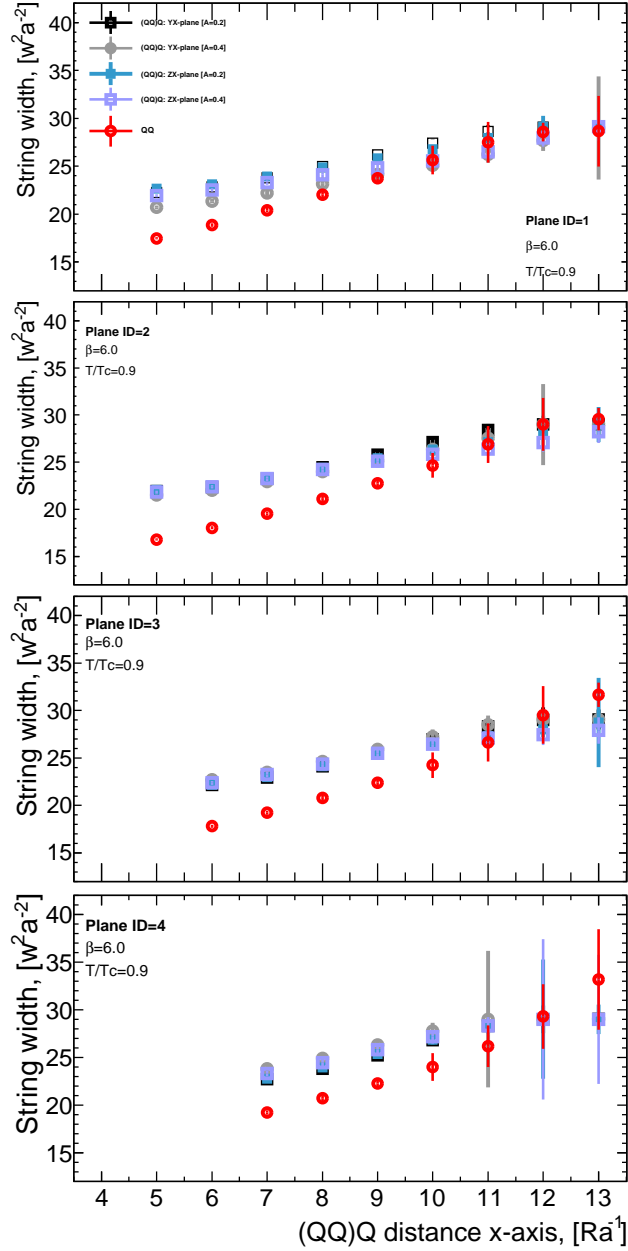 String width, [w²a⁻²]
40
35
30
25
20
15
(QQ)Q: YX-plane [A=0.2]
(QQ)Q: YX-plane [A=0.4]
(QQ)Q: ZX-plane [A=0.2]
(QQ)Q: ZX-plane [A=0.4]
QQ
Plane ID=1
β=6.0
T/Tc=0.9
String width, [w²a⁻²]
40
35
30
25
20
15
Plane ID=2
β=6.0
T/Tc=0.9
String width, [w²a⁻²]
40
35
30
25
20
15
Plane ID=3
β=6.0
T/Tc=0.9
String width, [w²a⁻²]
40
35
30
25
20
15
Plane ID=4
β=6.0
T/Tc=0.9
4 5 6 7 8 9 10 11 12 13
(QQ)Q distance x-axis, [Ra⁻¹]